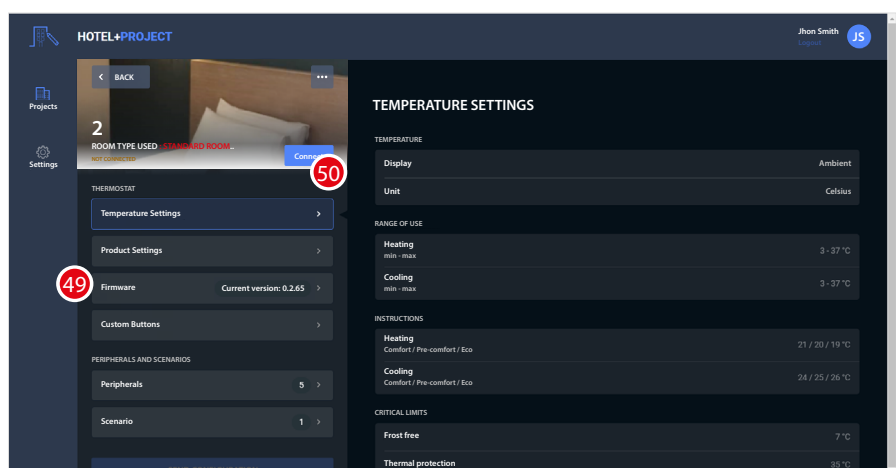 HOTEL+PROJECT
Jhon Smith
Logout
JS
Projects
Settings
BACK
2
ROOM TYPE USED STANDARD ROOM
NOT CONNECTED
50
THERMOSTAT
Temperature Settings
Product Settings
49
Firmware
Current version: 0.2.65
Custom Buttons
PERIPHERALS AND SCENARIOS
Peripherals 5
Scenario 1
TEMPERATURE SETTINGS
TEMPERATURE
Display Ambient
Unit Celsius
RANGE OF USE
Heating
min - max
3 - 37 °C
Cooling
min - max
3 - 37 °C
INSTRUCTIONS
Heating
Comfort / Pre-comfort / Eco
21 / 20 / 19 °C
Cooling
Comfort / Pre-comfort / Eco
24 / 25 / 26 °C
CRITICAL LIMITS
Frost free 7 °C
Thermal protection 35 °C